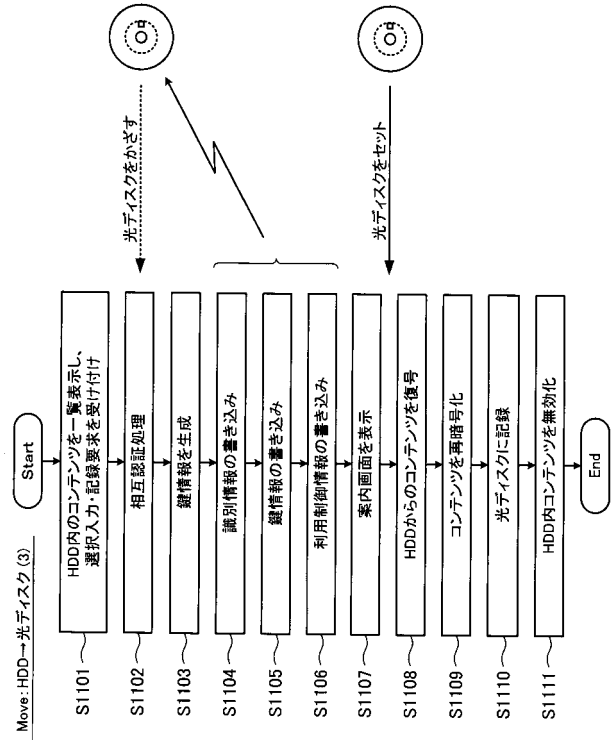 Move: HDD→光ディスク(3)
Start
S1101
HDD内のコンテンツを一覧表示し、
選択入力・記録要求を受け付け
S1102
相互認証処理
光ディスクをかざす
S1103
鍵情報を生成
S1104
識別情報の書き込み
S1105
鍵情報の書き込み
S1106
利用制御情報の書き込み
S1107
案内画面を表示
光ディスクをセット
S1108
HDDからのコンテンツを復号
S1109
コンテンツを再暗号化
S1110
光ディスクに記録
S1111
HDD内コンテンツを無効化
End